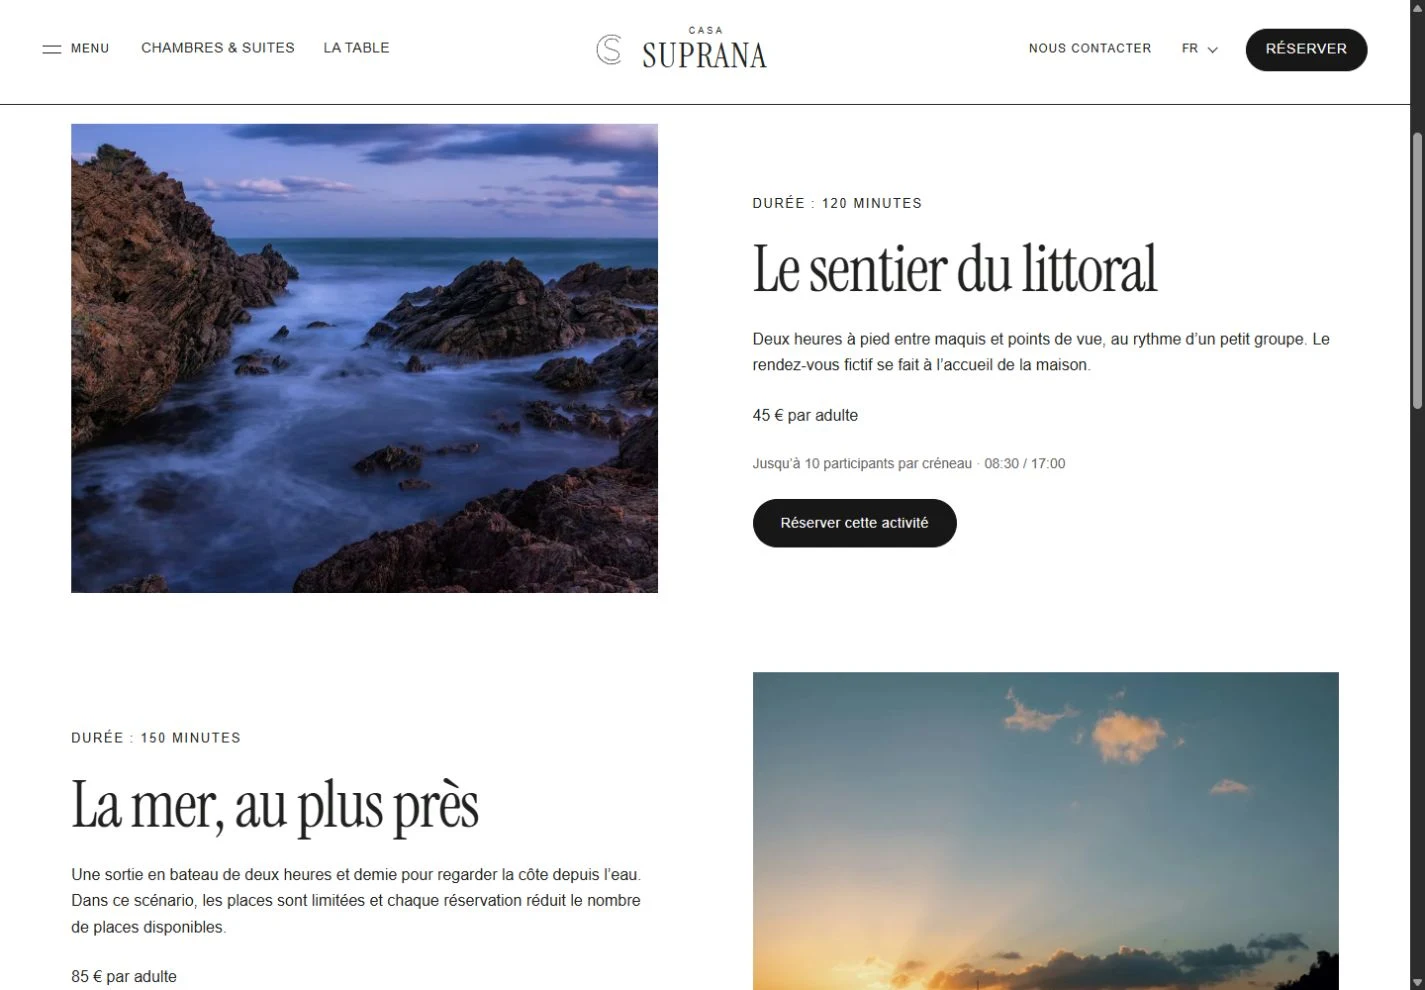 MENU
CHAMBRES & SUITES
LA TABLE
CASA
SUPRANA
NOUS CONTACTER
FR
RÉSERVER
DURÉE : 120 MINUTES
Le sentier du littoral
Deux heures à pied entre maquis et points de vue, au rythme d’un petit groupe. Le
rendez-vous fictif se fait à l’accueil de la maison.
45 € par adulte
Jusqu’à 10 participants par créneau · 08:30 / 17:00
Réserver cette activité
DURÉE : 150 MINUTES
La mer, au plus près
Une sortie en bateau de deux heures et demie pour regarder la côte depuis l’eau.
Dans ce scénario, les places sont limitées et chaque réservation réduit le nombre
de places disponibles.
85 € par adulte